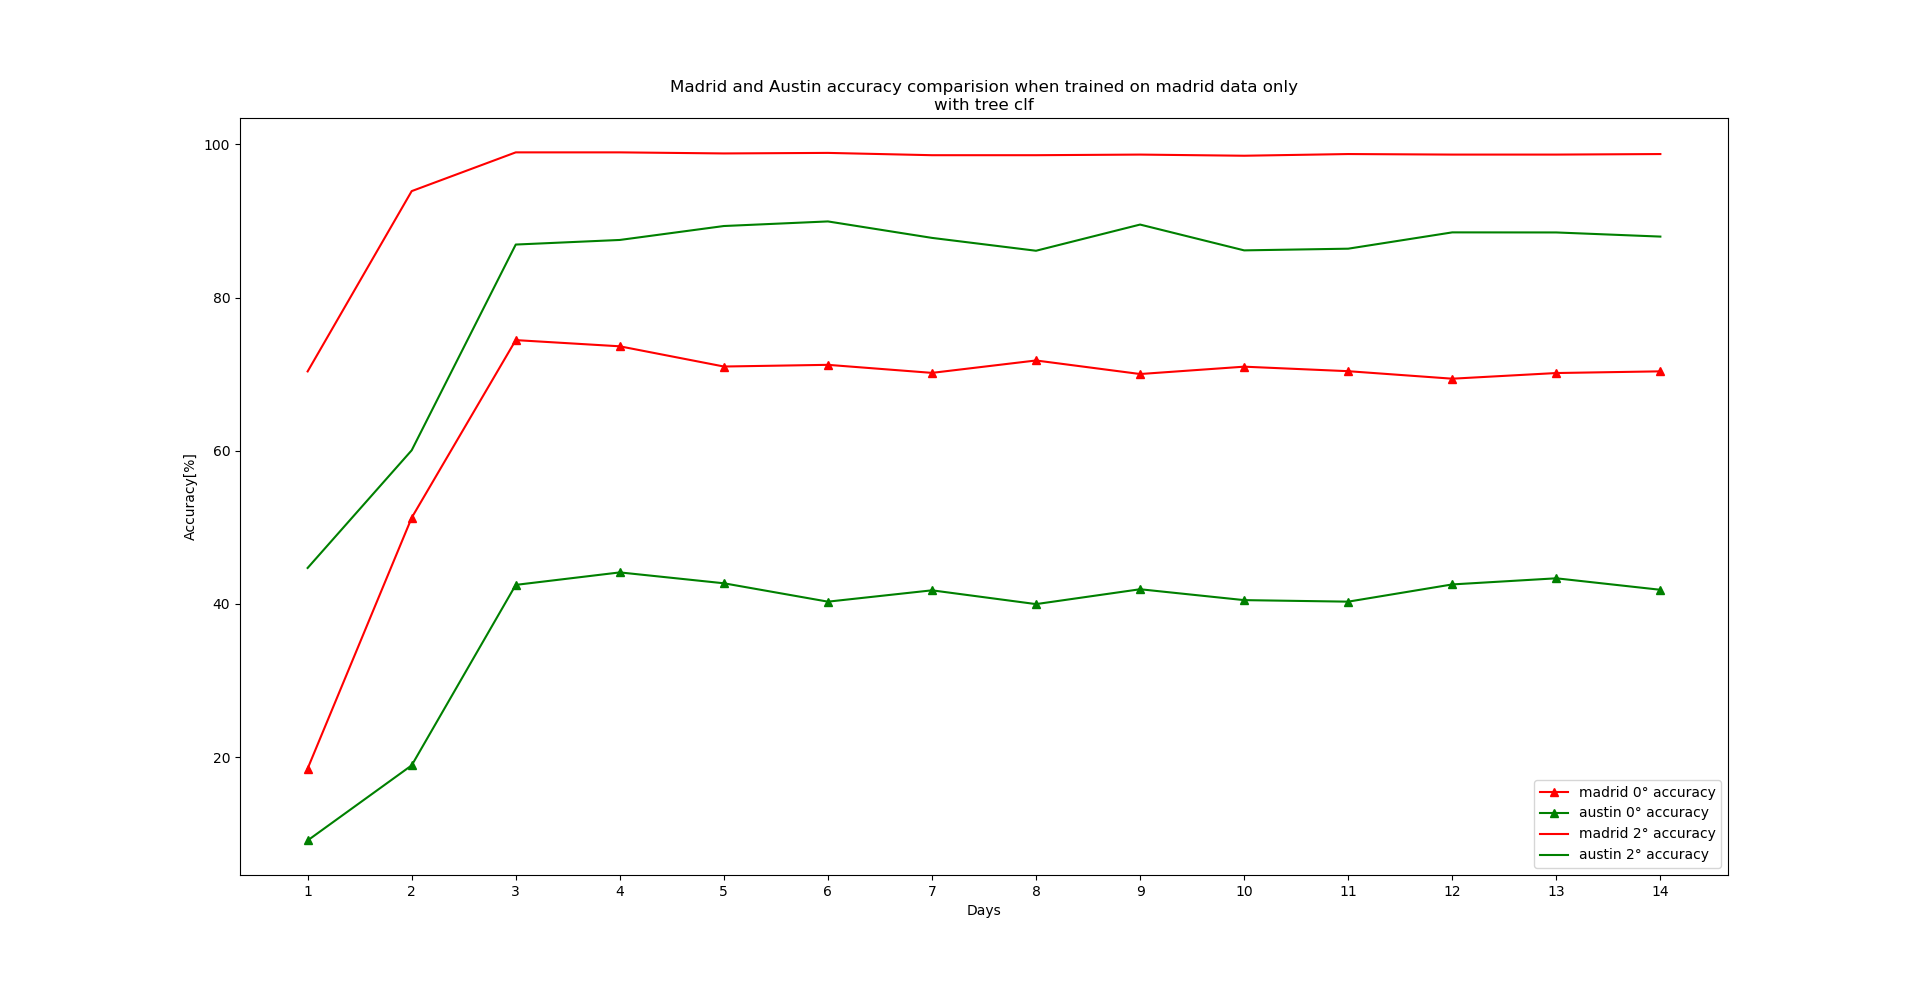 Madrid and Austin accuracy comparision when trained on madrid data only
with tree clf
100
80
60
40
20
Accuracy[%]
1 2 3 4 5 6 7 8 9 10 11 12 13 14
Days
madrid 0° accuracy
austin 0° accuracy
madrid 2° accuracy
austin 2° accuracy